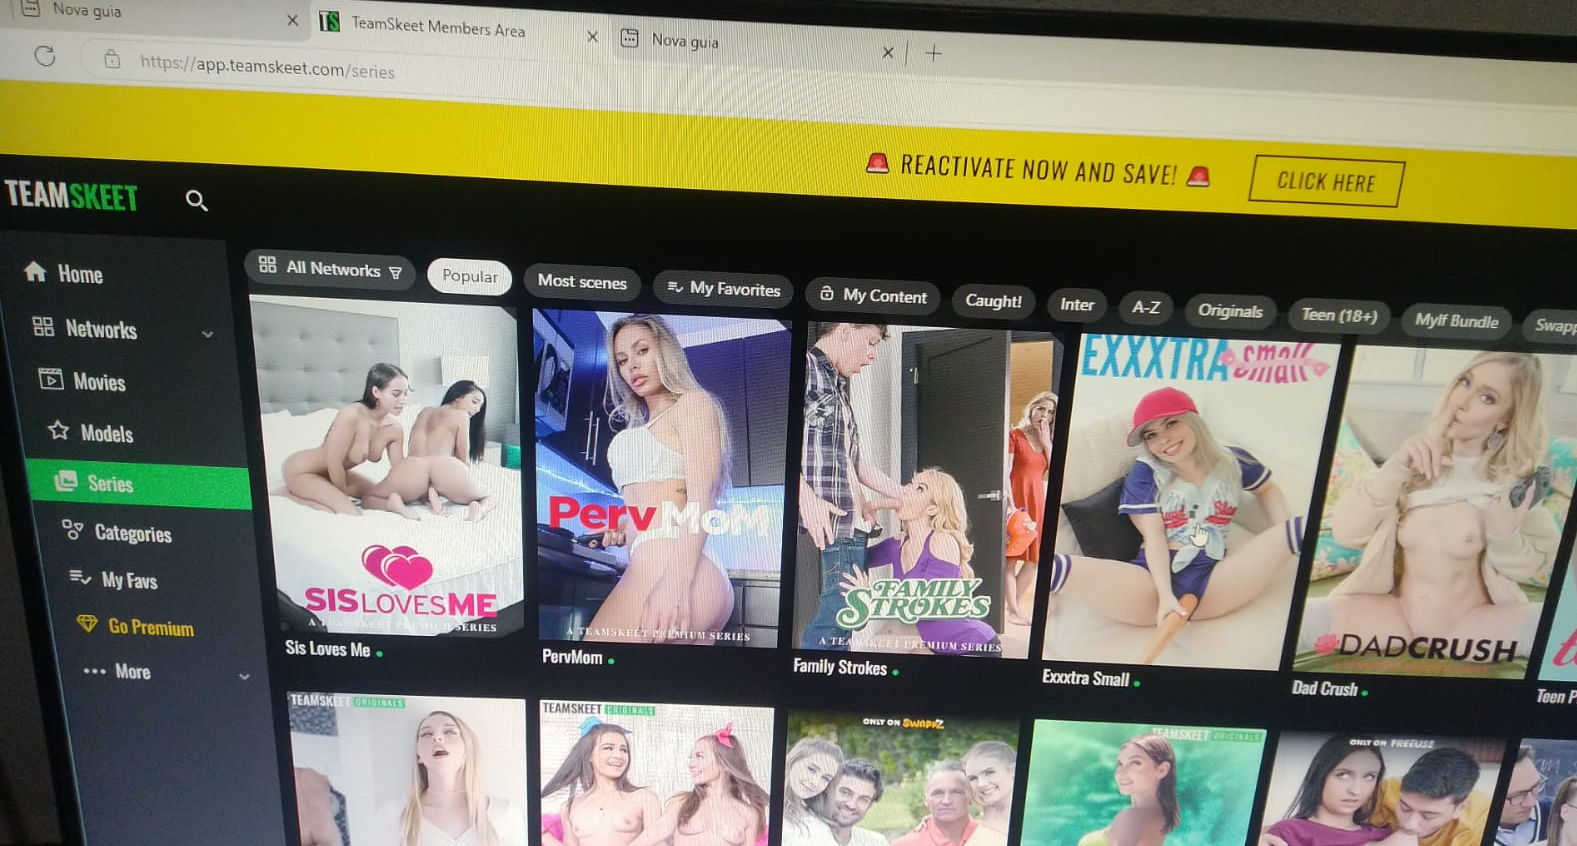 Nova guia
TeamSkeet Members Area
Nova guia
https://app.teamskeet.com/series
REACTIVATE NOW AND SAVE!
CLICK HERE
TEAMSKEET
Home
Networks
Movies
Models
Series
Categories
My Favs
Go Premium
More
All Networks
Popular
Most scenes
My Favorites
My Content
Caught!
Inter
A-Z
Originals
Teen (18+)
Mylf Bundle
SISLOVESME
A TEAMSKEET PREMIUM SERIES
Sis Loves Me
PervMOM
A TEAMSKEET PREMIUM SERIES
PervMom
FAMILY
STROKES
A TEAMSKEET PREMIUM SERIES
Family Strokes
EXXXTRA small
Exxxtra Small
DADCRUSH
Dad Crush
Teen
TEAMSKEET ORIGINALS
TEAMSKEET ORIGINALS
ONLY ON SWAPPZ
TEAMSKEET ORIGINALS
ONLY ON FREEUSE